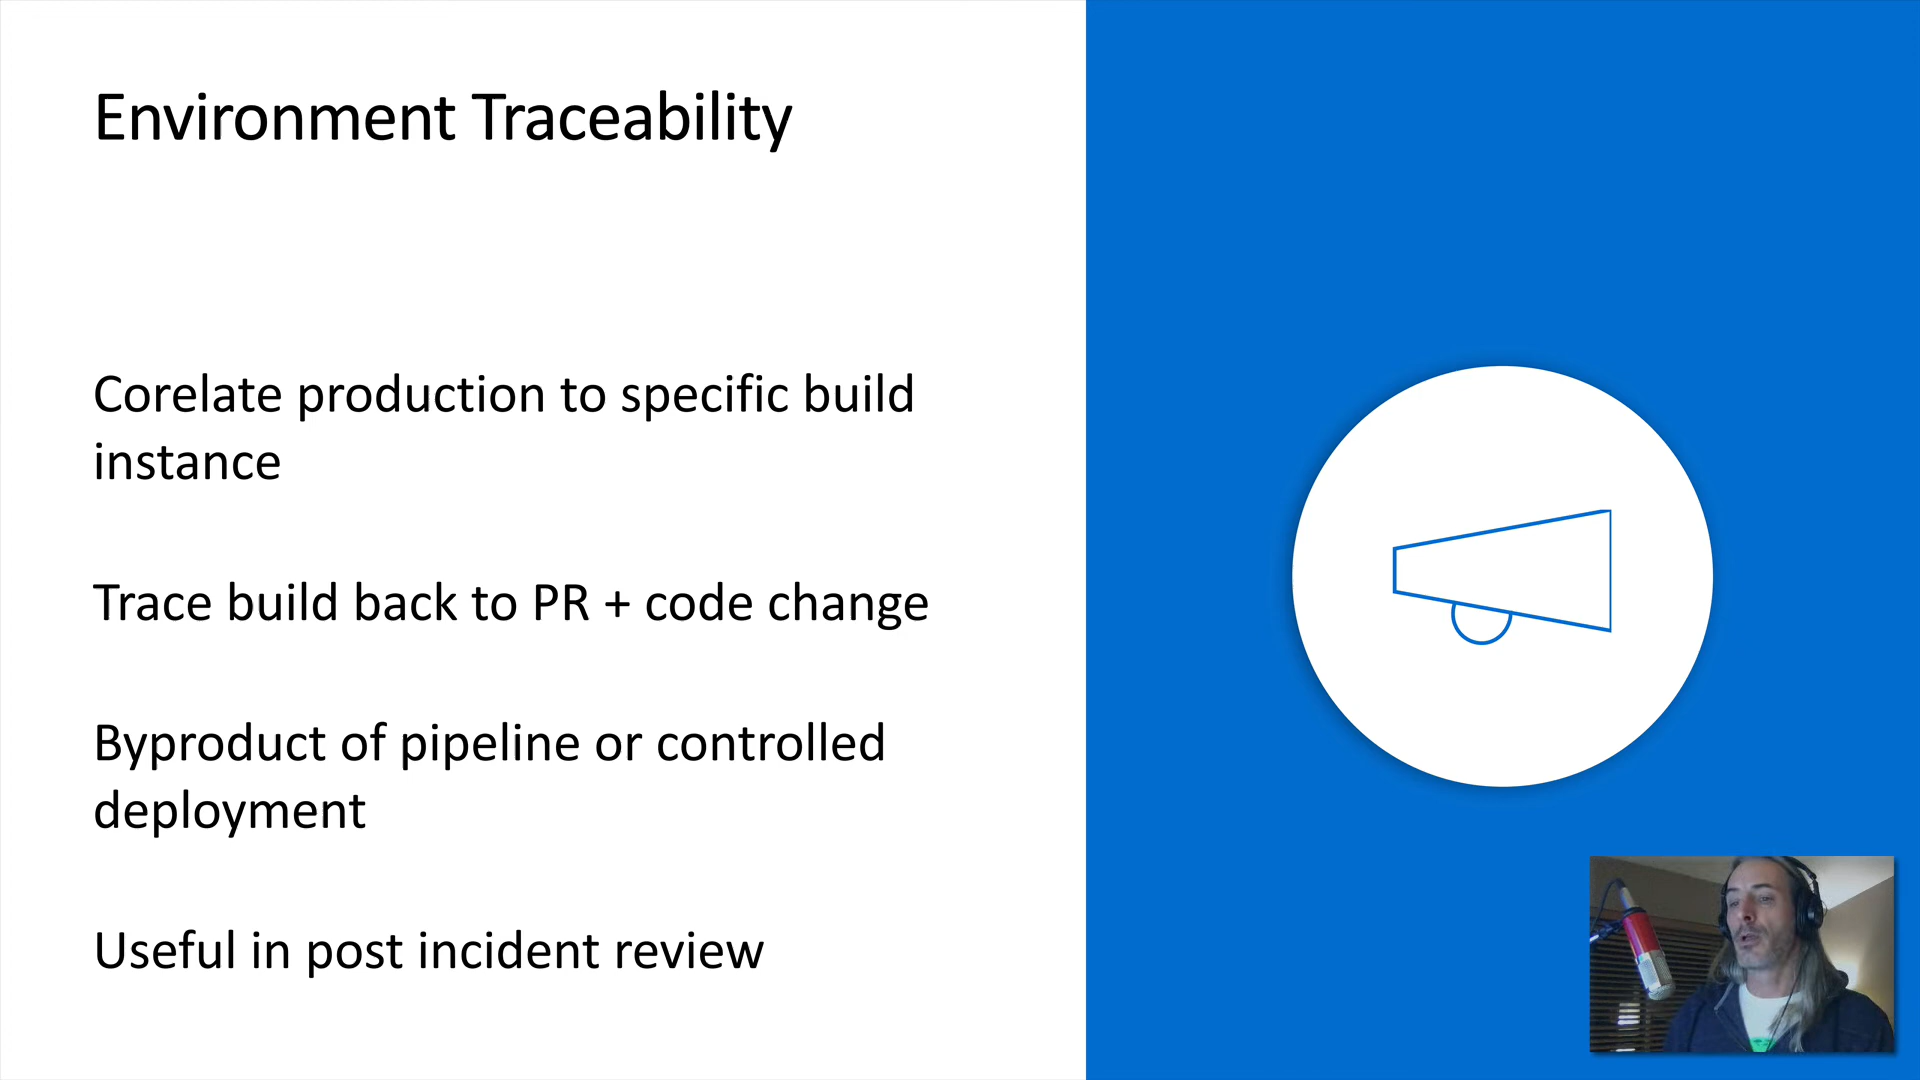 Environment Traceability
Corelate production to specific build
instance
Trace build back to PR + code change
Byproduct of pipeline or controlled
deployment
Useful in post incident review